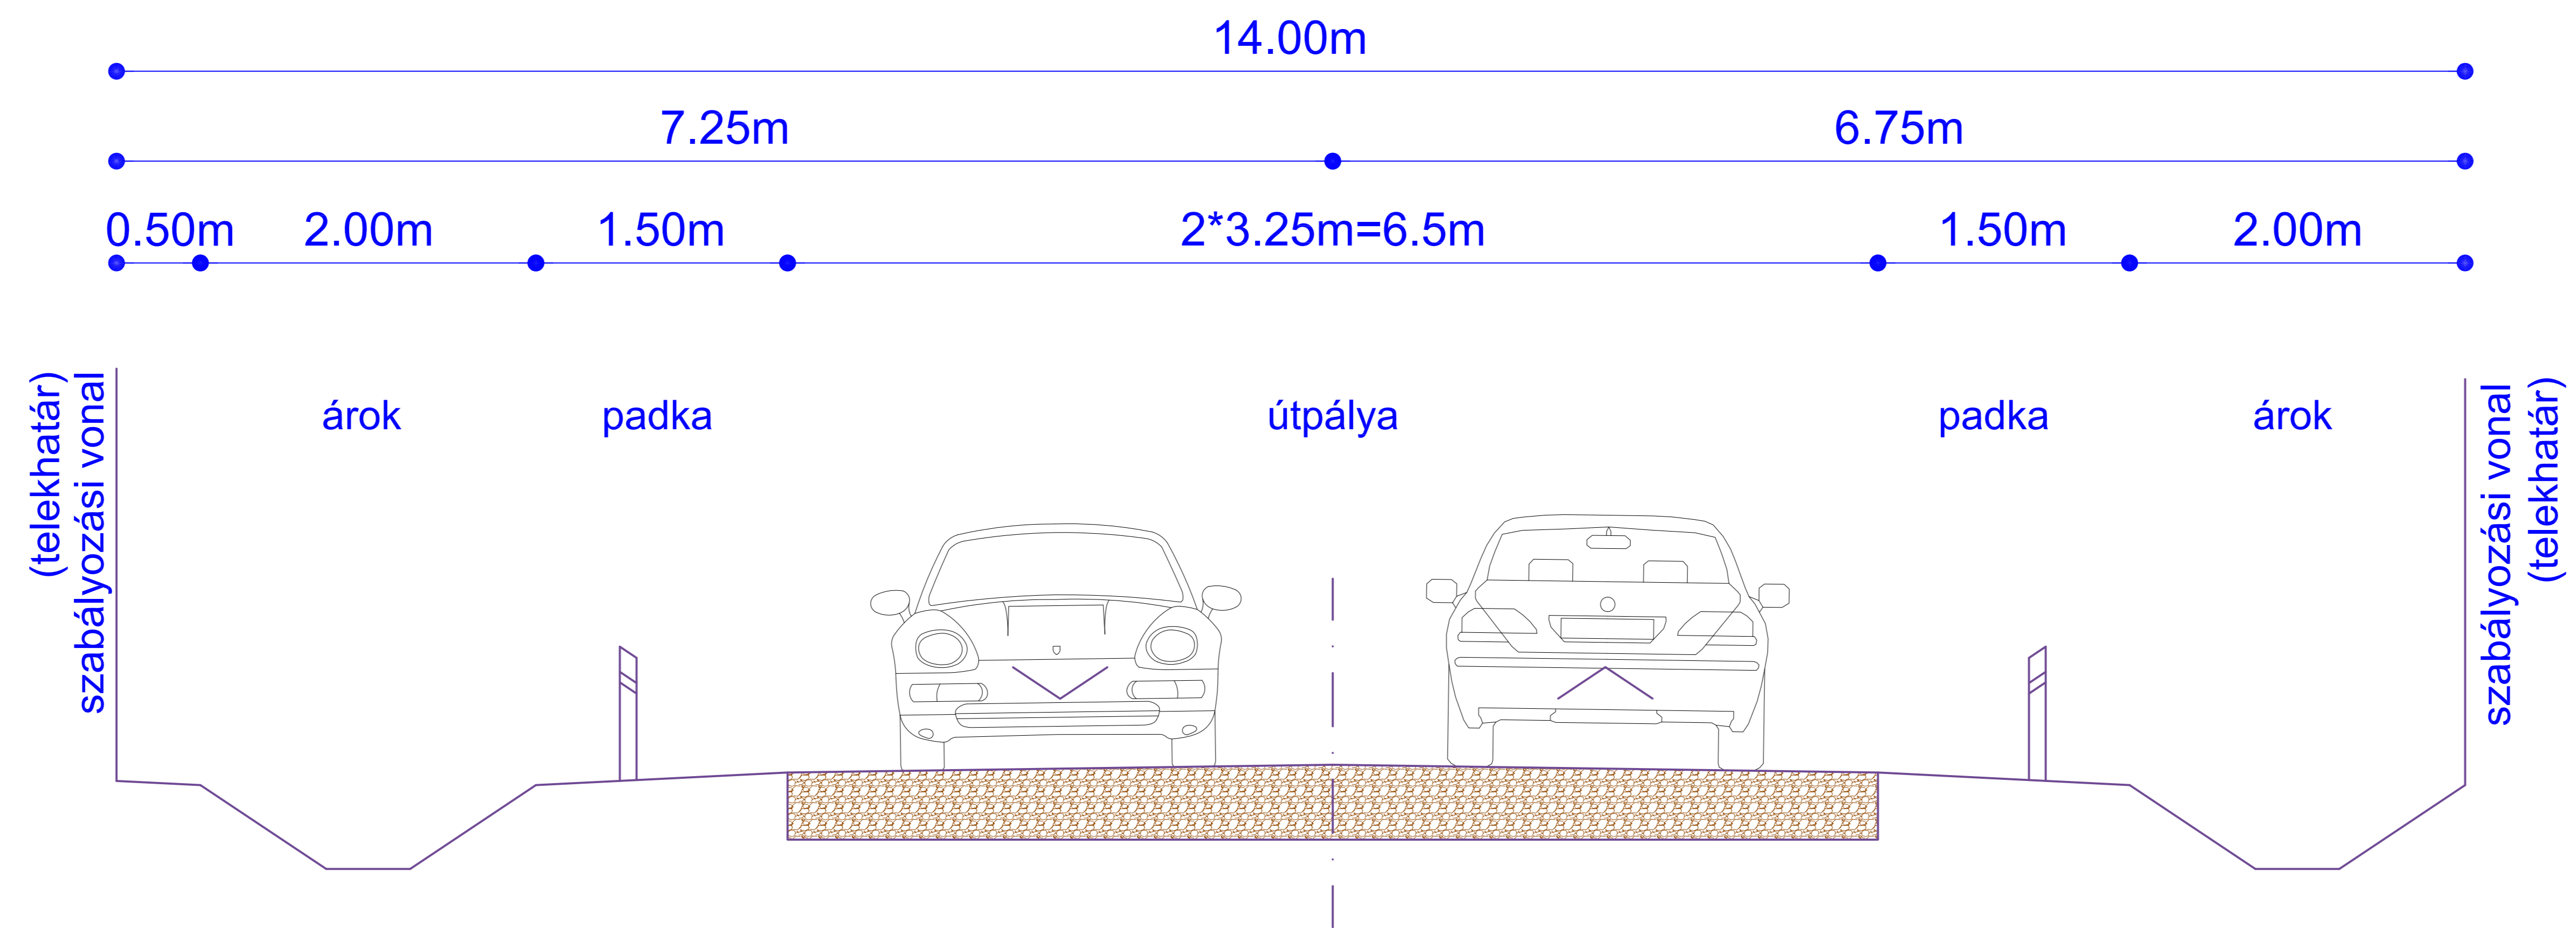 14.00m
7.25m 6.75m
0.50m 2.00m 1.50m 2*3.25m=6.5m 1.50m 2.00m
(telekhatár)
szabályozási vonal
árok padka útpálya padka árok
szabályozási vonal
(telekhatár)